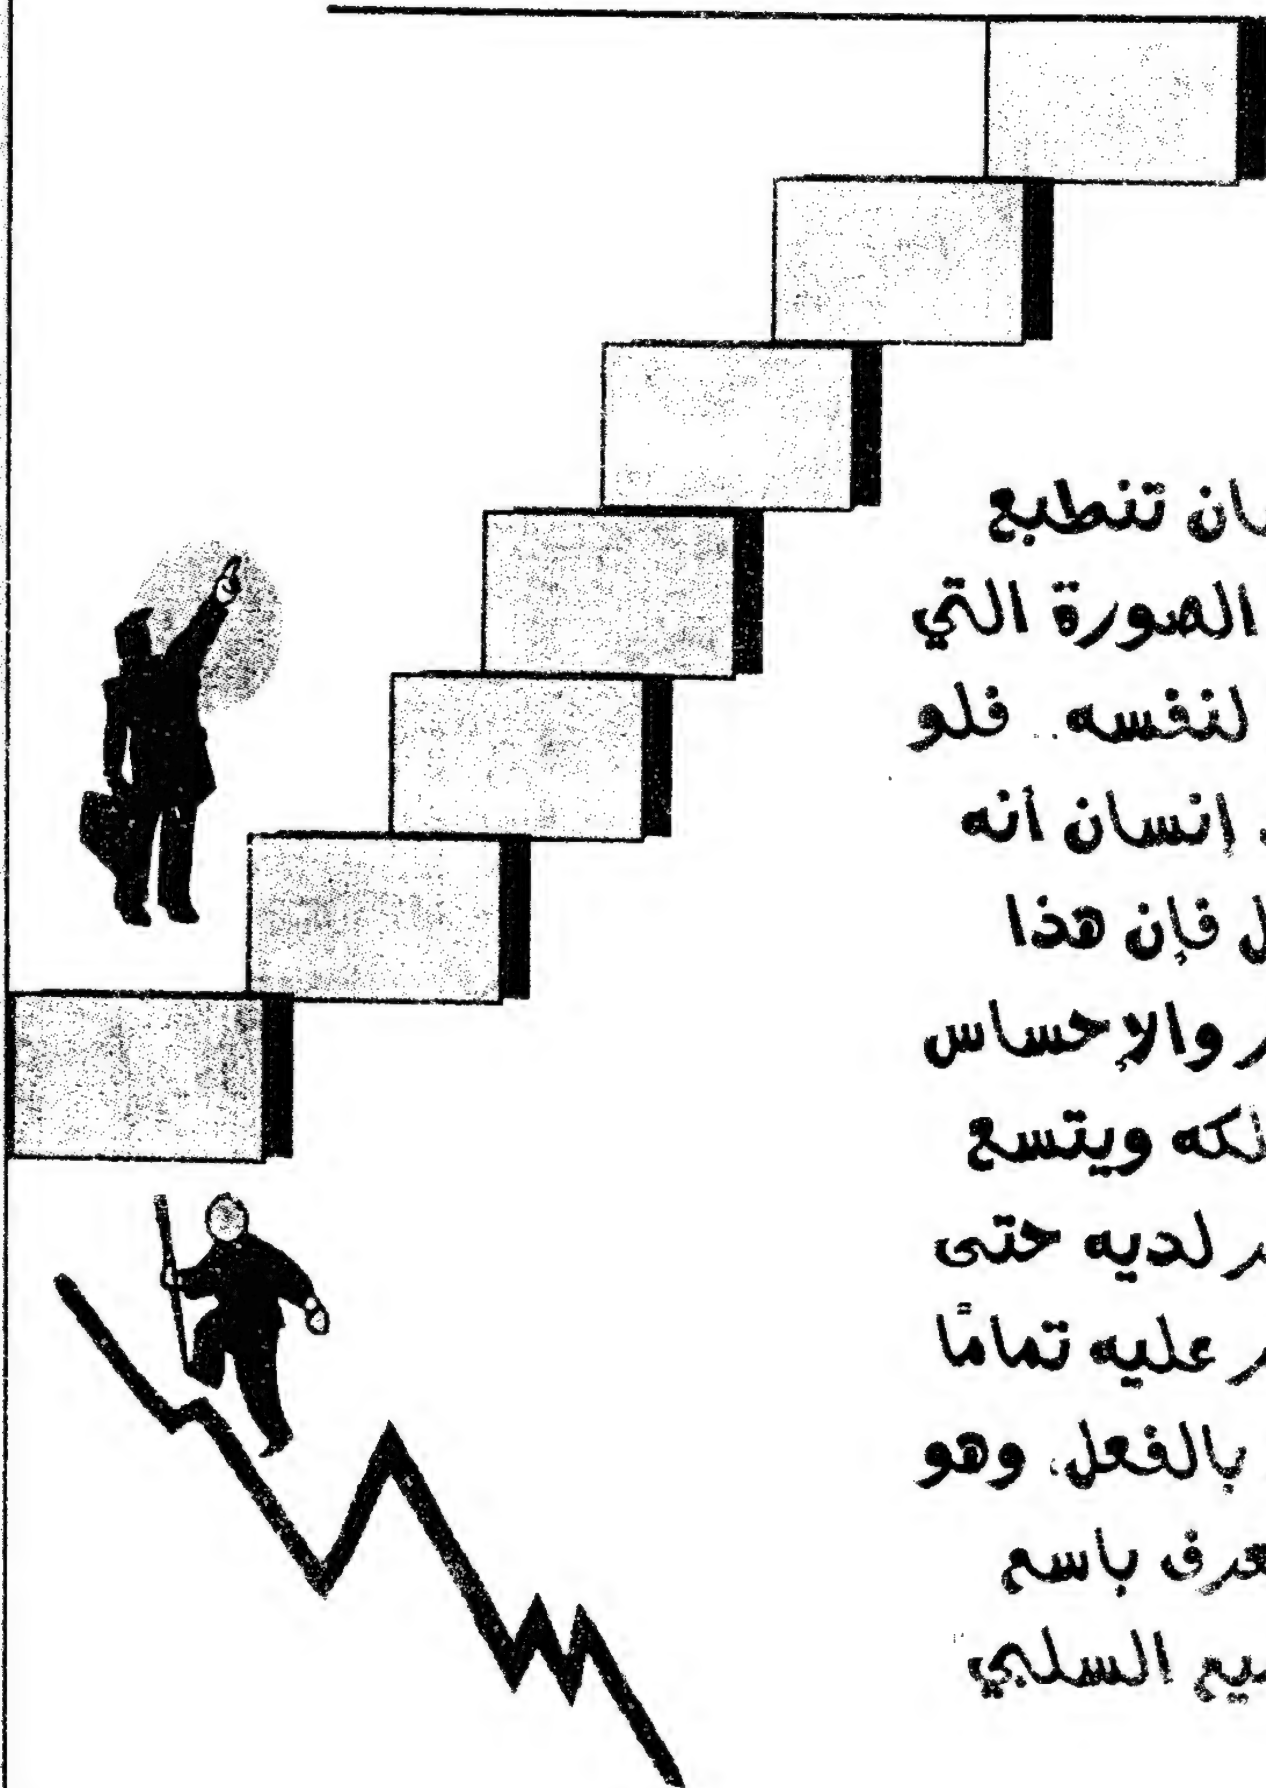 تنطبع
الصورة التي
لنفسه.. فلو
إنسان أنه
فإن هذا
والإحساس
ويتسع
لديه حتى
عليه تمامًا
بالفعل، وهو
باسم
السلبي